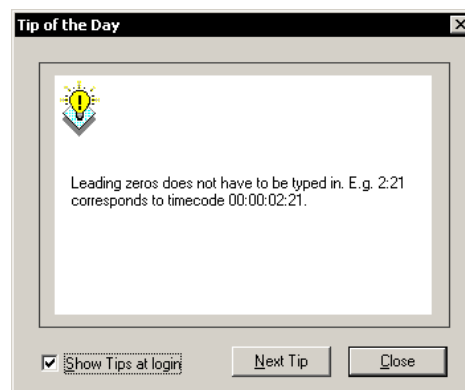 Tip of the Day
Leading zeros does not have to be typed in. E.g. 2:21
corresponds to timecode 00:00:02:21.
Show Tips at login
Next Tip
Close